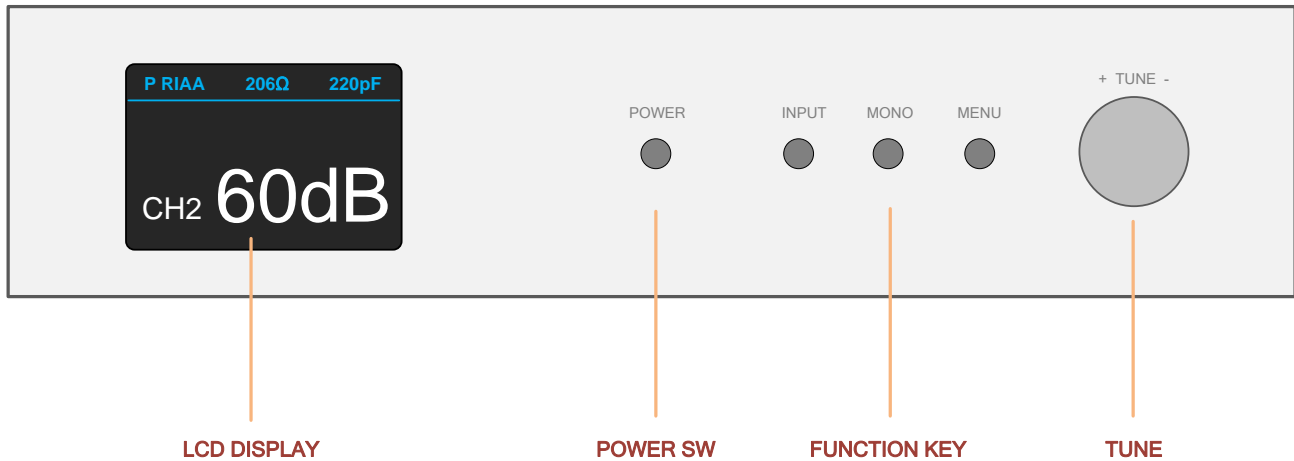 P RIAA 206Ω 220pF
CH2 60dB
POWER INPUT MONO MENU + TUNE -
LCD DISPLAY POWER SW FUNCTION KEY TUNE